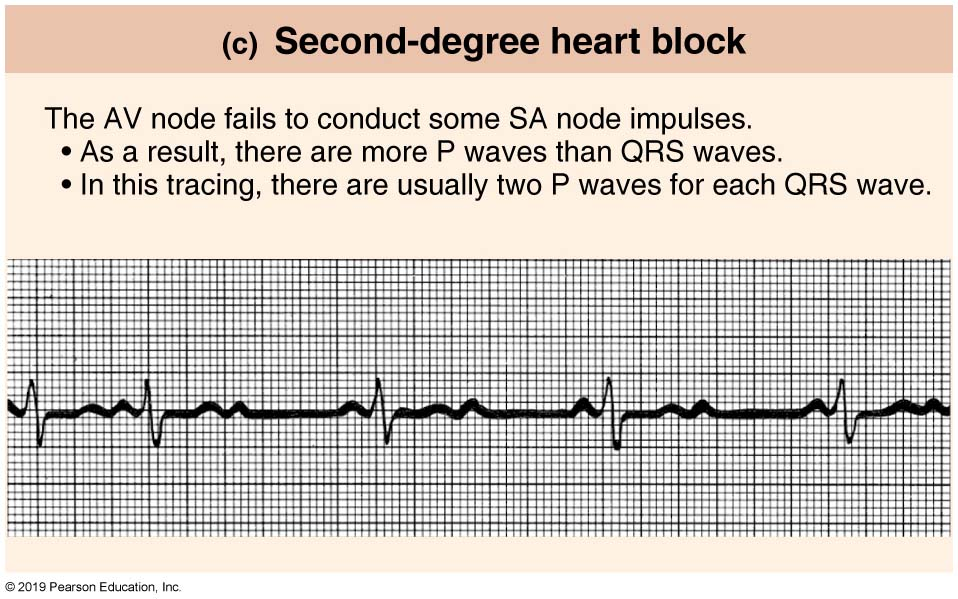 (c) Second-degree heart block
The AV node fails to conduct some SA node impulses.
• As a result, there are more P waves than QRS waves.
• In this tracing, there are usually two P waves for each QRS wave.
© 2019 Pearson Education, Inc.